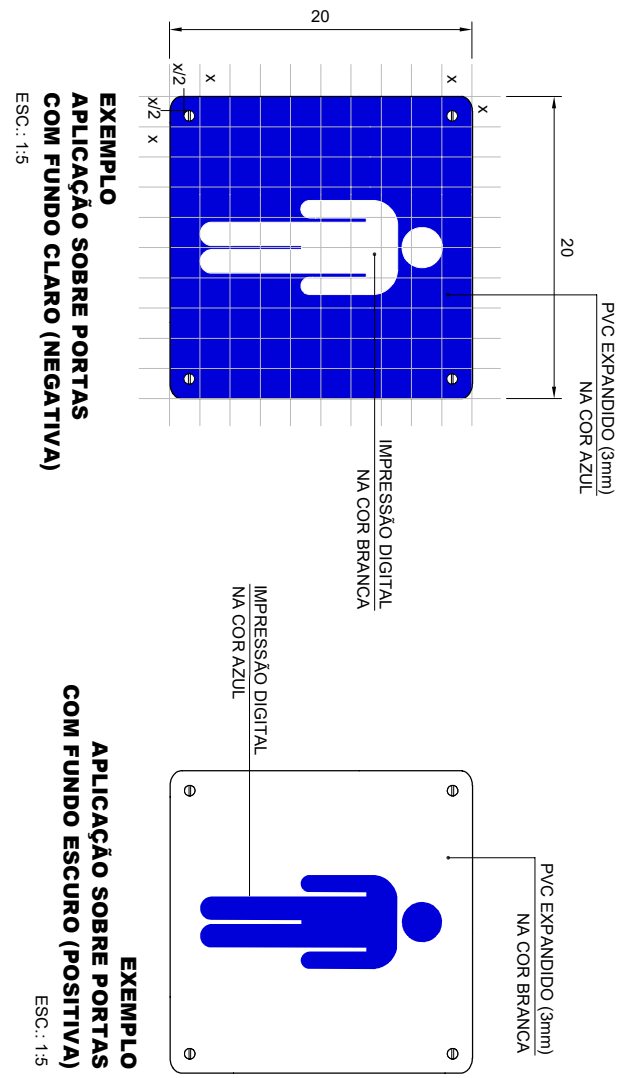 20
20
x
x
x
x/2
x/2
x
PVC EXPANDIDO (3mm)
NA COR AZUL
IMPRESSÃO DIGITAL
NA COR BRANCA
EXEMPLO
APLICAÇÃO SOBRE PORTAS
COM FUNDO CLARO (NEGATIVA)
ESC.: 1:5
PVC EXPANDIDO (3mm)
NA COR BRANCA
IMPRESSÃO DIGITAL
NA COR AZUL
EXEMPLO
APLICAÇÃO SOBRE PORTAS
COM FUNDO ESCURO (POSITIVA)
ESC.: 1:5